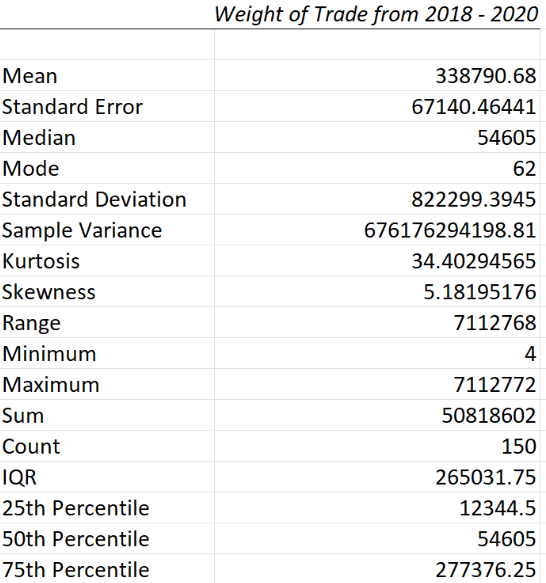 Weight of Trade from 2018 - 2020
Mean 338790.68
Standard Error 67140.46441
Median 54605
Mode 62
Standard Deviation 822299.3945
Sample Variance 676176294198.81
Kurtosis 34.40294565
Skewness 5.18195176
Range 7112768
Minimum 4
Maximum 7112772
Sum 50818602
Count 150
IQR 265031.75
25th Percentile 12344.5
50th Percentile 54605
75th Percentile 277376.25